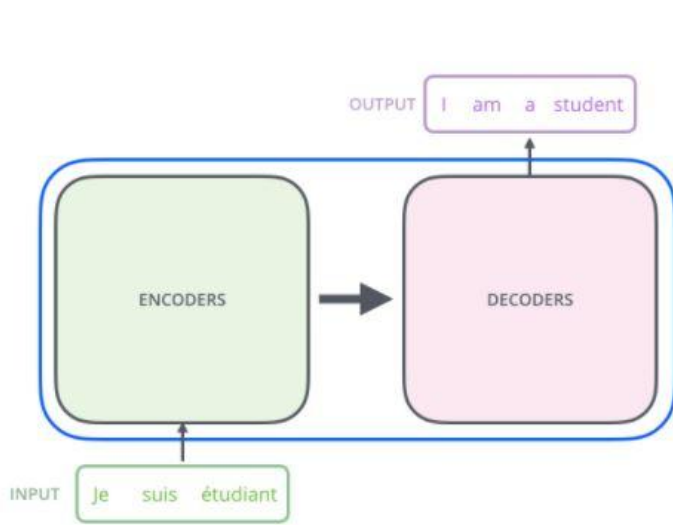 OUTPUT I am a student
ENCODERS DECODERS
INPUT Je suis étudiant